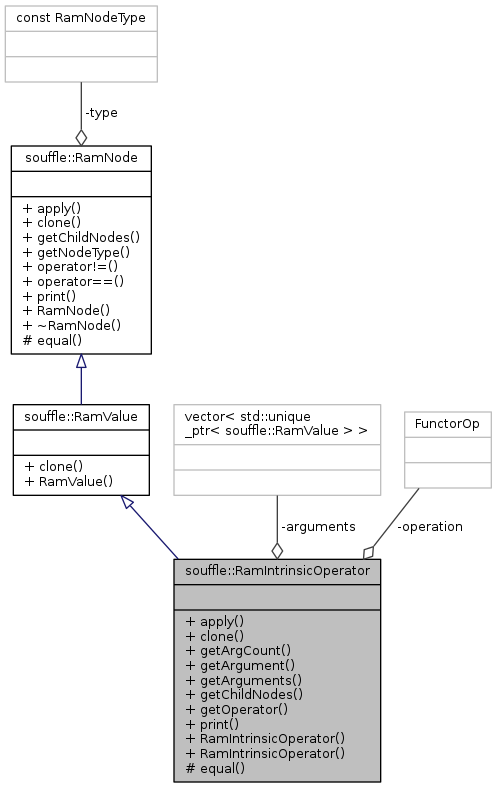 const RamNodeType
-type
souffle::RamNode
+ apply()
+ clone()
+ getChildNodes()
+ getNodeType()
+ operator!=()
+ operator==()
+ print()
+ RamNode()
+ ~RamNode()
# equal()
souffle::RamValue
+ clone()
+ RamValue()
vector< std::unique
_ptr< souffle::RamValue > >
FunctorOp
-arguments
-operation
souffle::RamIntrinsicOperator
+ apply()
+ clone()
+ getArgCount()
+ getArgument()
+ getArguments()
+ getChildNodes()
+ getOperator()
+ print()
+ RamIntrinsicOperator()
+ RamIntrinsicOperator()
# equal()